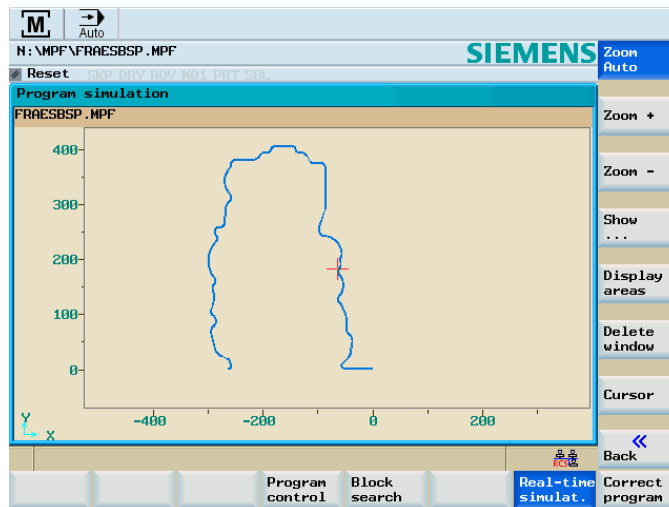 M
Auto
N:\MPF\FRAESBSP.MPF
SIEMENS
Reset SKP DRY ROV M01 PRT SBL
Program simulation
FRAESBSP.MPF
400
300
200
100
0
-400 -200 0 200
Y
X
RCS
Zoom
Auto
Zoom +
Zoom -
Show
...
Display
areas
Delete
window
Cursor
«
Back
Program
control
Block
search
Real-time
simulat.
Correct
program